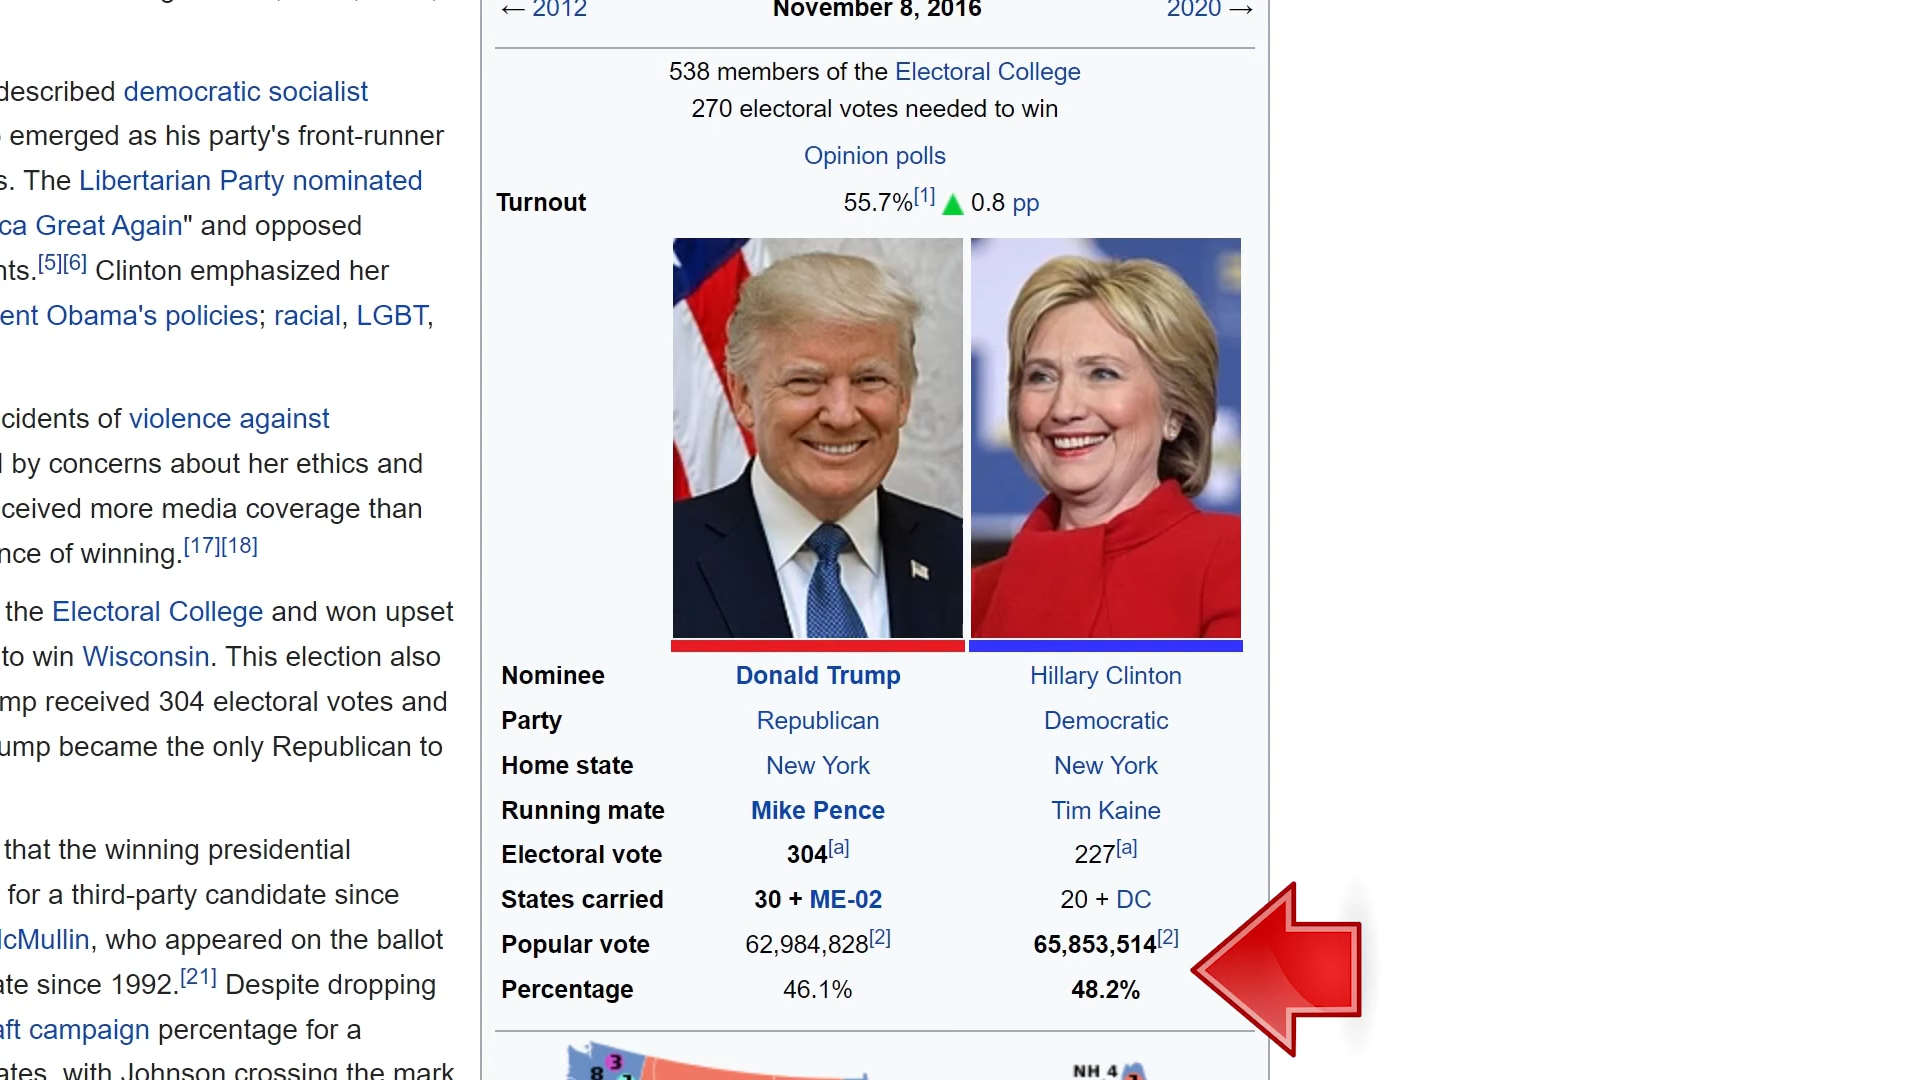 ← 2012 November 8, 2016 2020 →
538 members of the Electoral College
270 electoral votes needed to win
Opinion polls
Turnout 55.7%[1] ▲ 0.8 pp
Nominee Donald Trump Hillary Clinton
Party Republican Democratic
Home state New York New York
Running mate Mike Pence Tim Kaine
Electoral vote 304[a] 227[a]
States carried 30 + ME-02 20 + DC
Popular vote 62,984,828[2] 65,853,514[2]
Percentage 46.1% 48.2%
3
8
NH 4
described democratic socialist
emerged as his party's front-runner
s. The Libertarian Party nominated
ca Great Again" and opposed
nts.[5][6] Clinton emphasized her
ent Obama's policies; racial, LGBT,
cidents of violence against
by concerns about her ethics and
ceived more media coverage than
nce of winning.[17][18]
the Electoral College and won upset
to win Wisconsin. This election also
mp received 304 electoral votes and
ump became the only Republican to
that the winning presidential
for a third-party candidate since
cMullin, who appeared on the ballot
ate since 1992.[21] Despite dropping
aft campaign percentage for a
ates, with Johnson crossing the mark